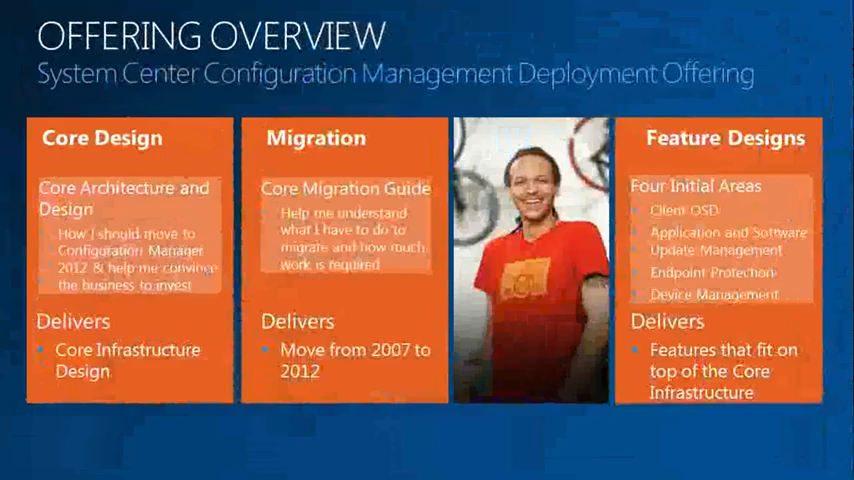 OFFERING OVERVIEW
System Center Configuration Management Deployment Offering
Core Design
Core Architecture and
Design
How I should move to
Configuration Manager
2012 & help me convince
the business to invest
Delivers
Core Infrastructure
Design
Migration
Core Migration Guide
Help me understand
what I have to do to
migrate and how much
work is required
Delivers
Move from 2007 to
2012
Feature Designs
Four Initial Areas
Client OSD
Application and Software
Update Management
Endpoint Protection
Device Management
Delivers
Features that fit on
top of the Core
Infrastructure